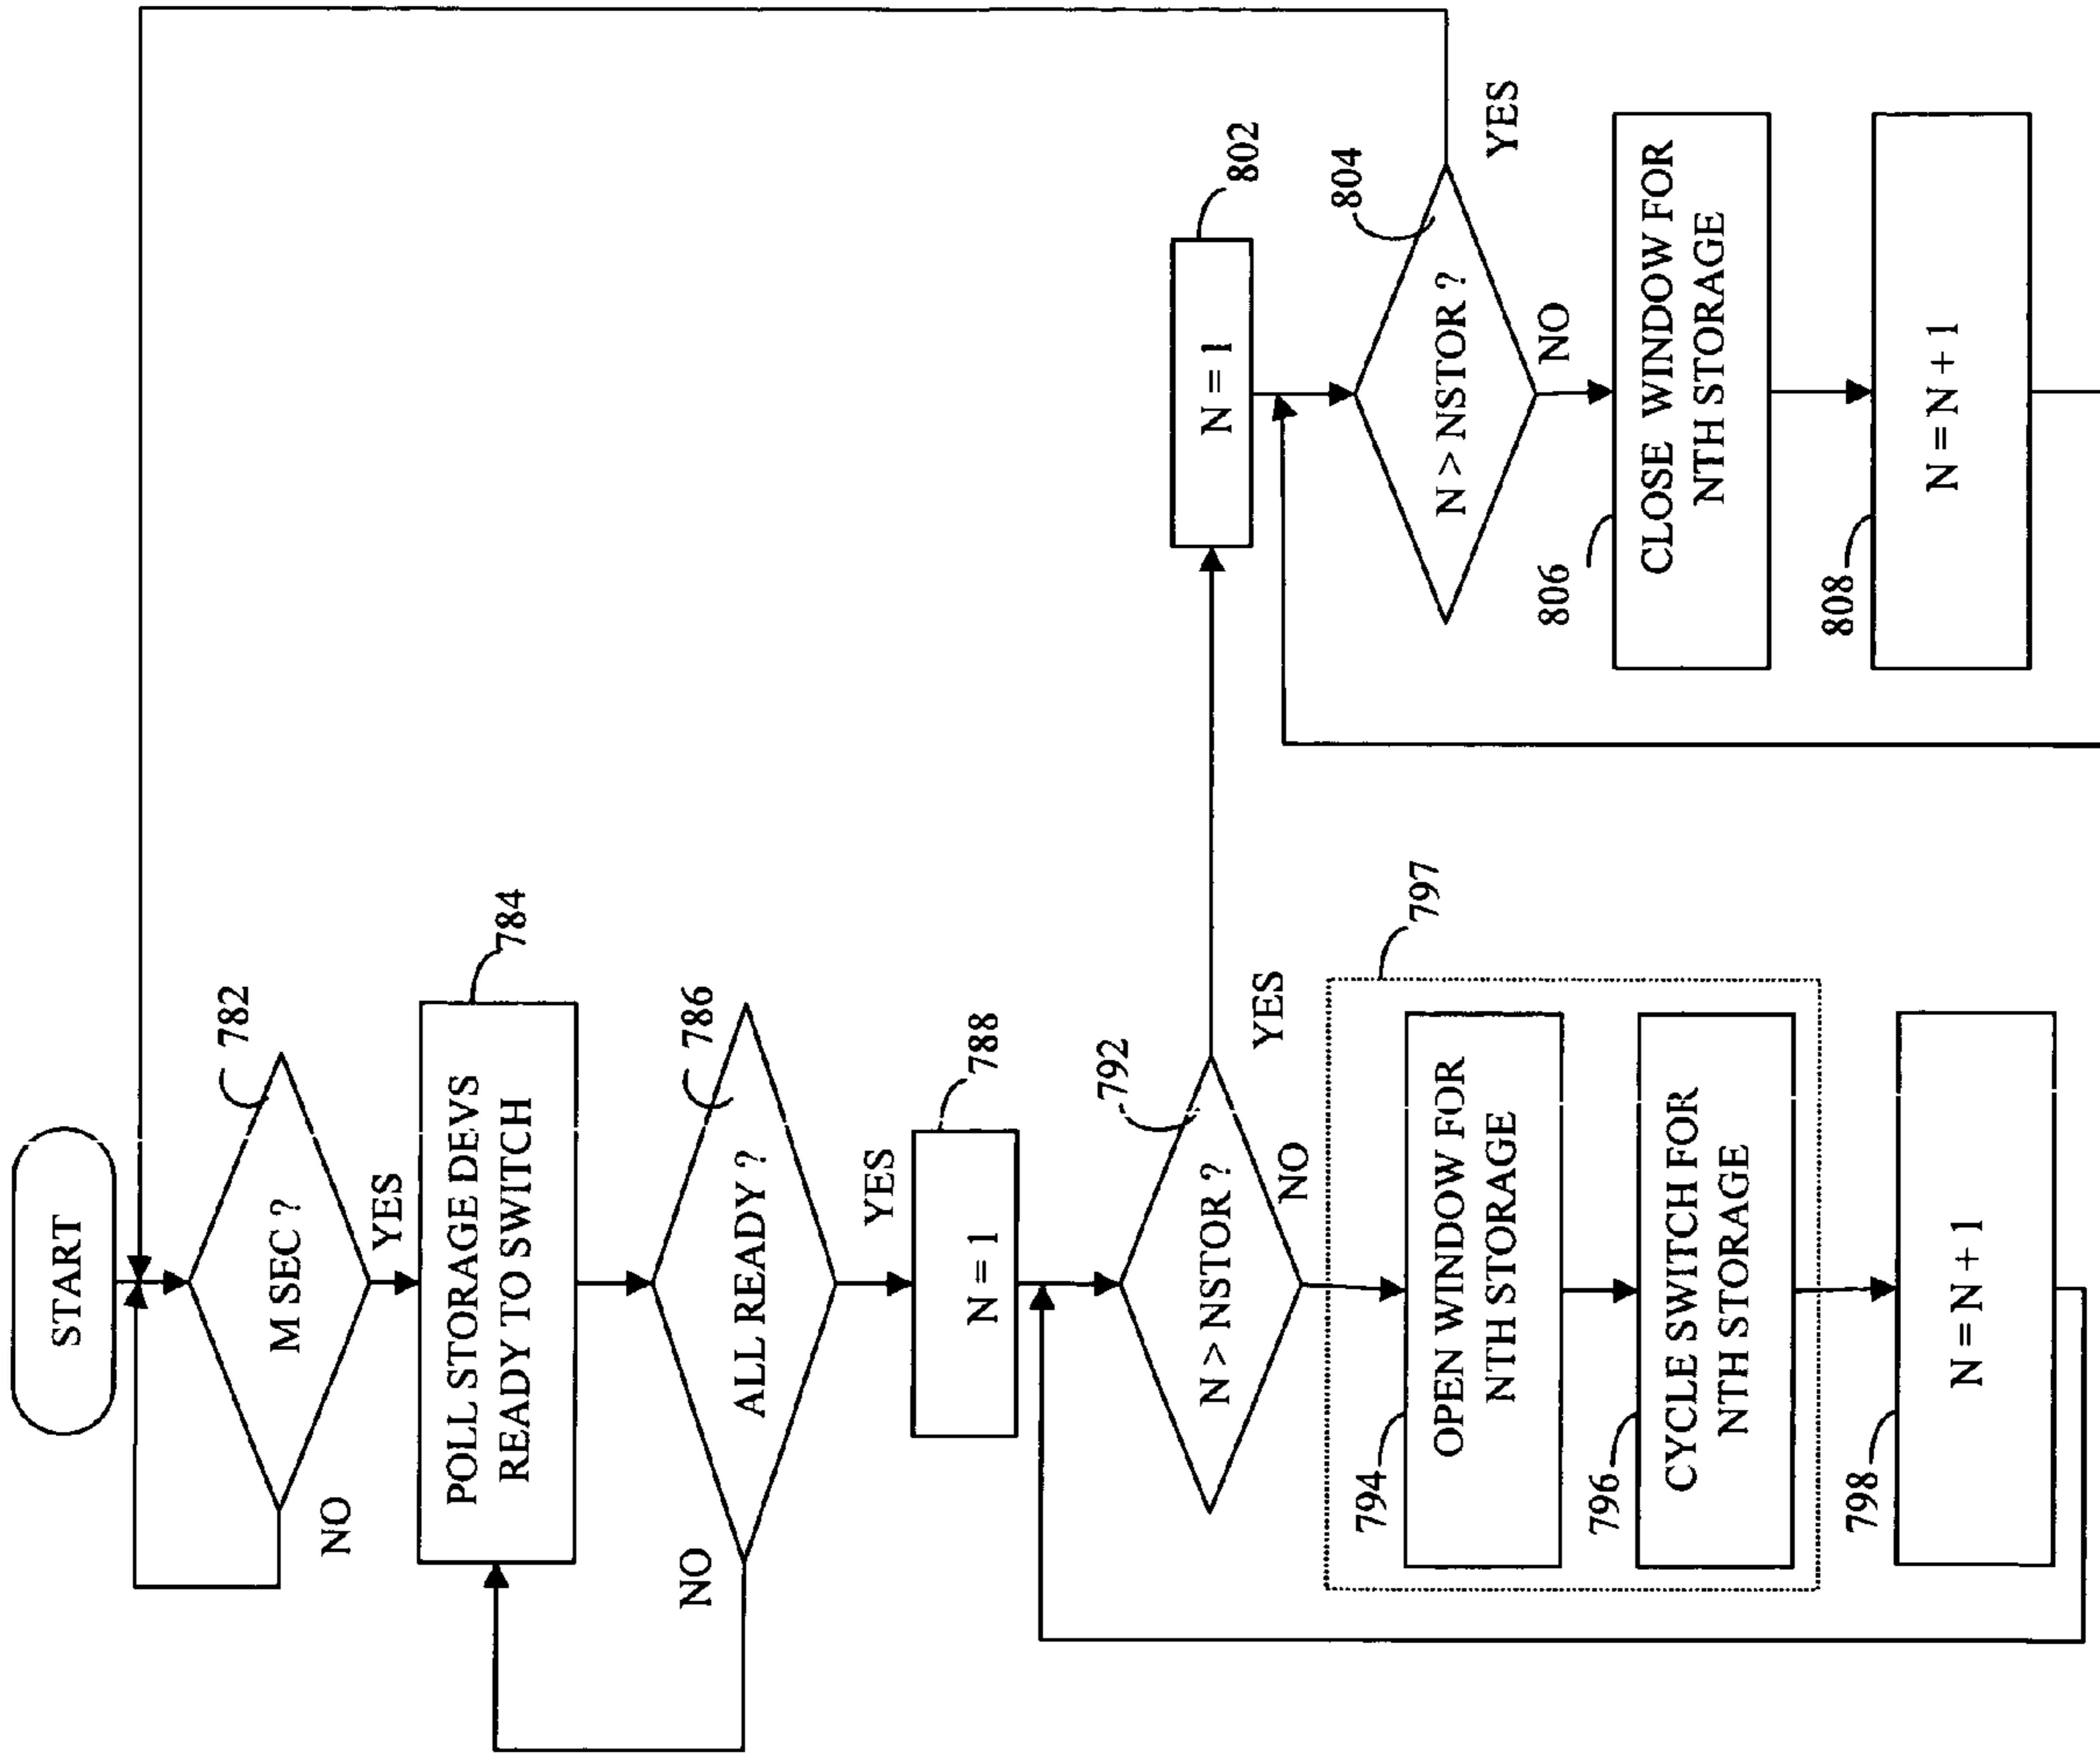 START
782
M SEC ?
NO
YES
784
POLL STORAGE DEVS
READY TO SWITCH
786
ALL READY ?
NO
YES
788
N = 1
792
N > NSTOR ?
YES
NO
797
794
OPEN WINDOW FOR
NTH STORAGE
796
CYCLE SWITCH FOR
NTH STORAGE
798
N = N + 1
802
N = 1
804
N > NSTOR ?
YES
NO
806
CLOSE WINDOW FOR
NTH STORAGE
808
N = N + 1